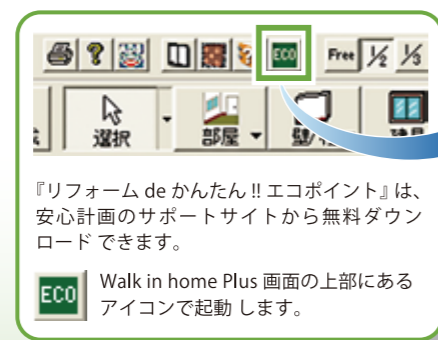 ECO Free 1/2 1/3
選択 部屋
『リフォーム de かんたん !! エコポイント』は、
安心計画のサポートサイトから無料ダウン
ロード できます。
ECO
Walk in home Plus 画面の上部にある
アイコンで起動 します。